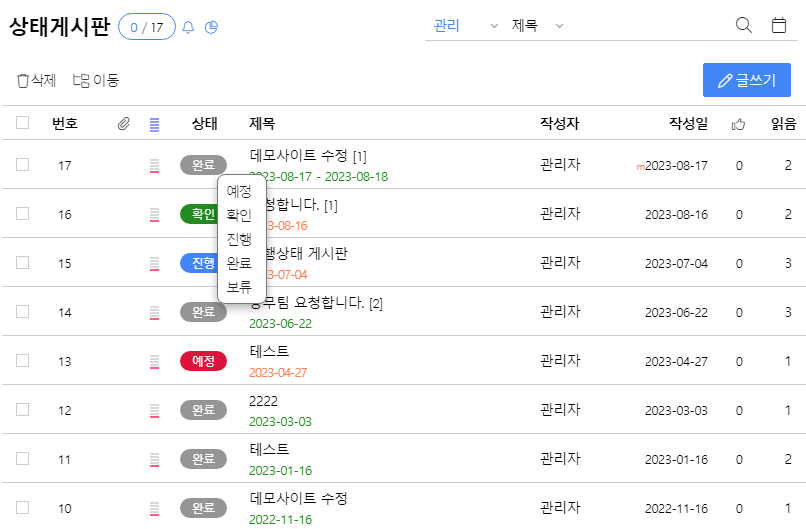 상태게시판 0 / 17 관리 제목
삭제 이동 글쓰기
번호 상태 제목 작성자 작성일 읽음
17 완료 데모사이트 수정 [1] 관리자 m2023-08-17 0 2
2023-08-17 - 2023-08-18
예정
확인
진행
완료
보류
16 확인 청합니다. [1] 관리자 2023-08-16 0 2
23-08-16
15 진행 상태 게시판 관리자 2023-07-04 0 3
23-07-04
14 완료 요청합니다. [2] 관리자 2023-06-22 0 3
2023-06-22
13 예정 테스트 관리자 2023-04-27 0 1
2023-04-27
12 완료 2222 관리자 2023-03-03 0 1
2023-03-03
11 완료 테스트 관리자 2023-01-16 0 2
2023-01-16
10 완료 데모사이트 수정 관리자 2022-11-16 0 1
2022-11-16